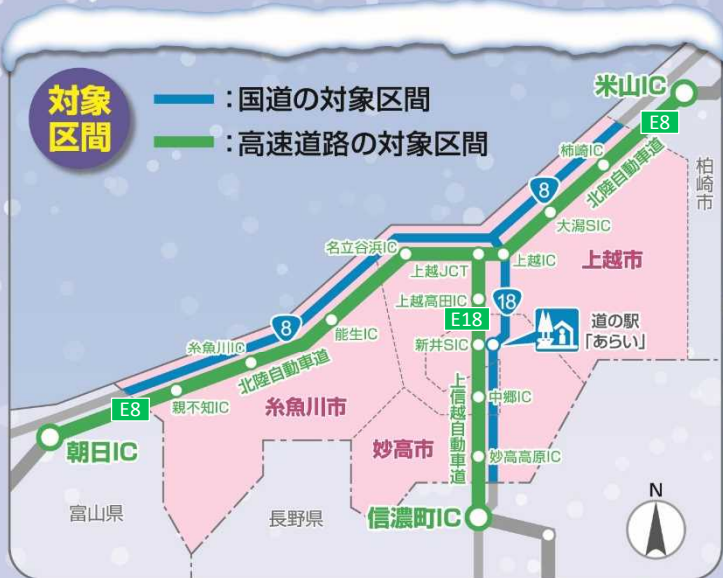 対象
区間
:国道の対象区間
:高速道路の対象区間
米山IC
E8
柿崎IC
北陸自動車道
柏崎市
8
大潟SIC
名立谷浜IC
上越JCT
上越IC
上越市
上越高田IC
18
E18
道の駅
「あらい」
新井SIC
8
能生IC
糸魚川IC
北陸自動車道
E8
親不知IC
糸魚川市
上信越自動車道
中郷IC
妙高市
妙高高原IC
朝日IC
富山県
長野県
信濃町IC
N